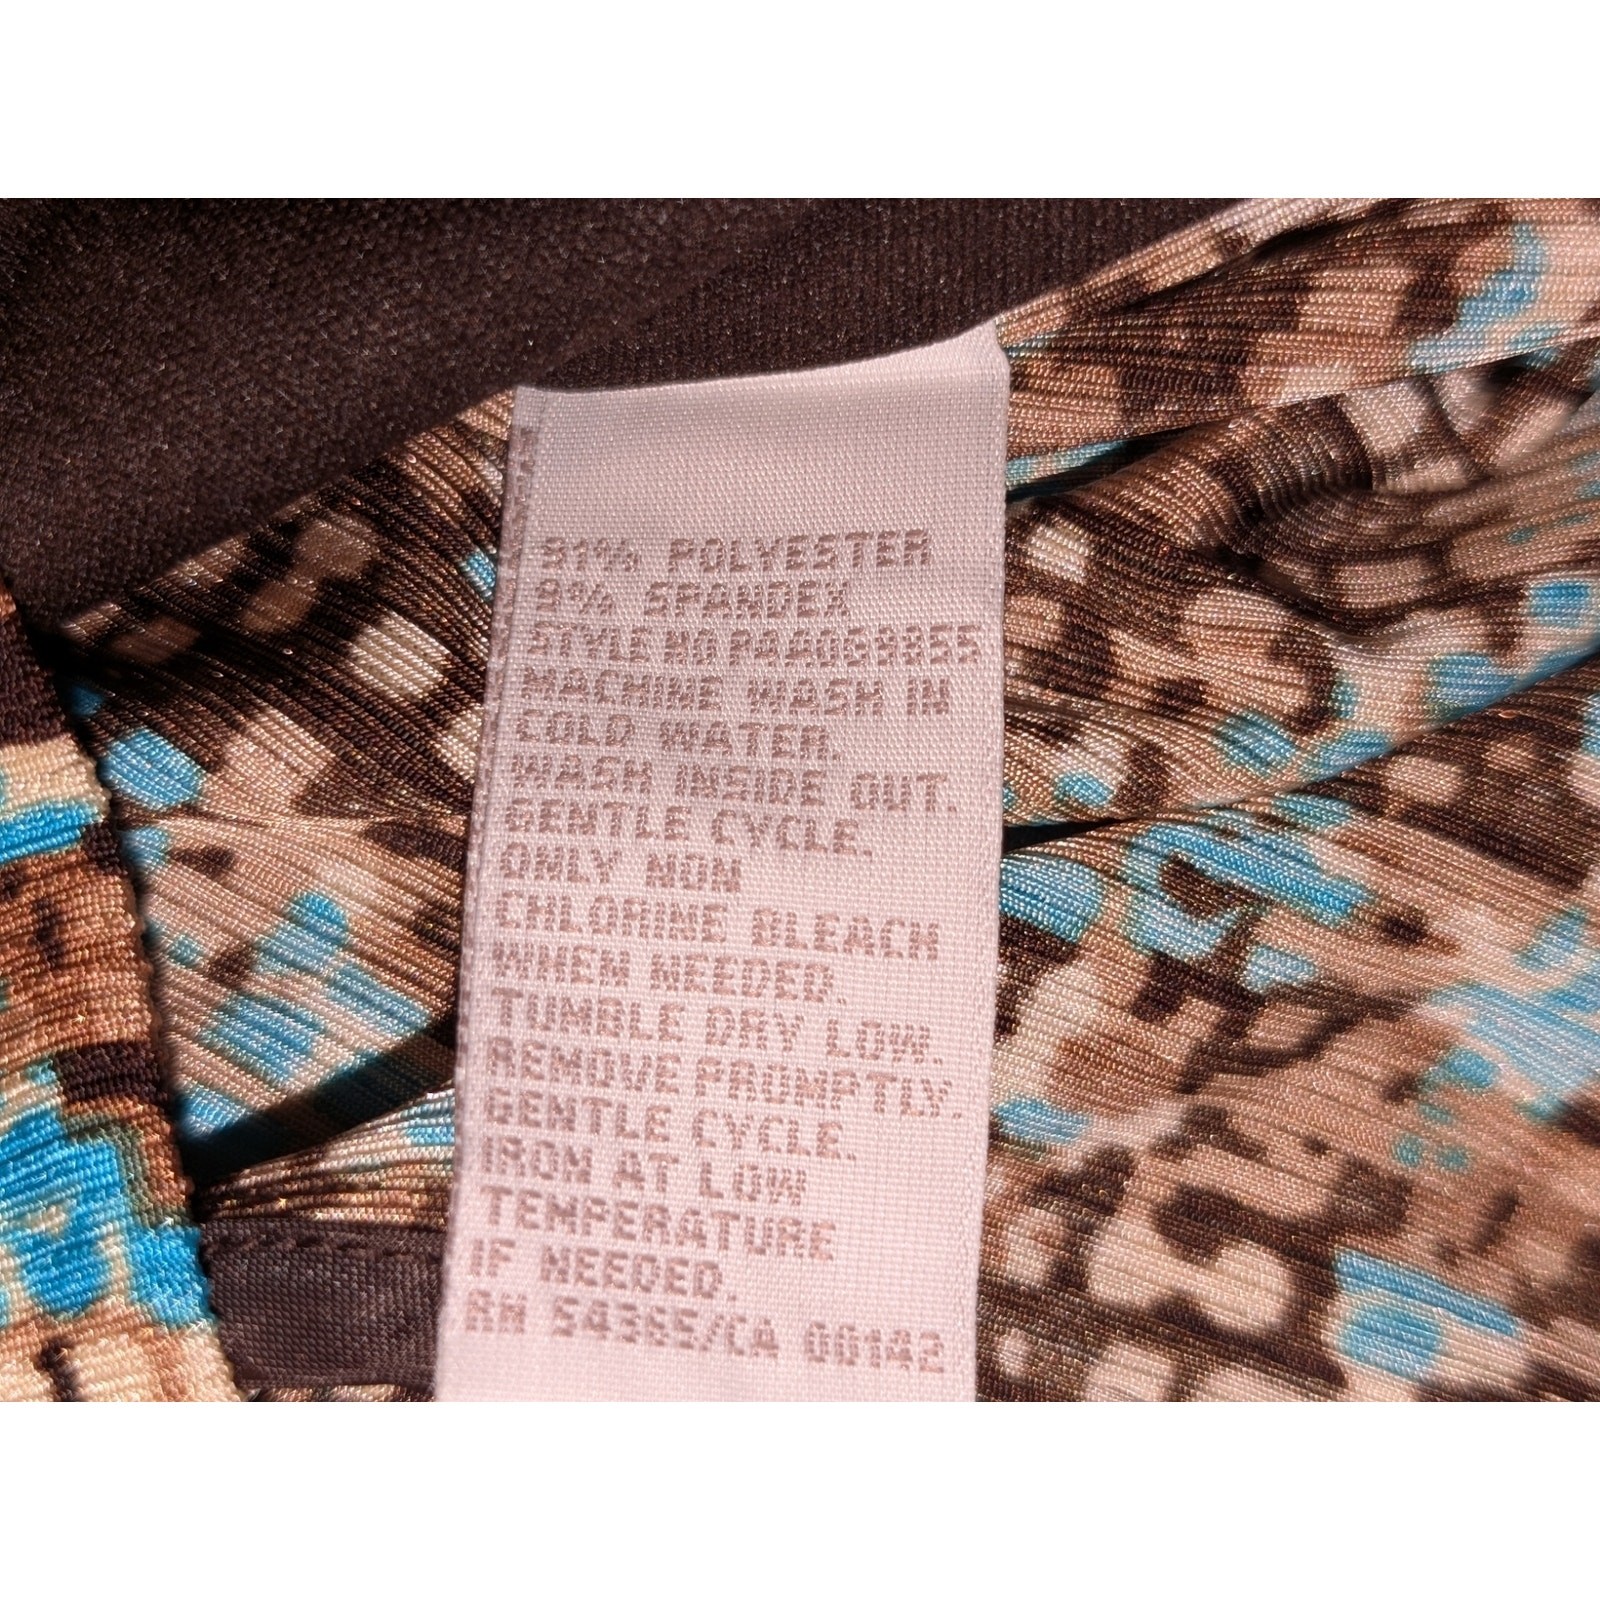 91% POLYESTER
9% SPANDEX
STYLE NO PAA059855
MACHINE WASH IN
COLD WATER.
WASH INSIDE OUT.
GENTLE CYCLE.
ONLY NON
CHLORINE BLEACH
WHEN NEEDED.
TUMBLE DRY LOW.
REMOVE PROMPTLY.
GENTLE CYCLE.
IRON AT LOW
TEMPERATURE
IF NEEDED.
RN 54365/CA 00142